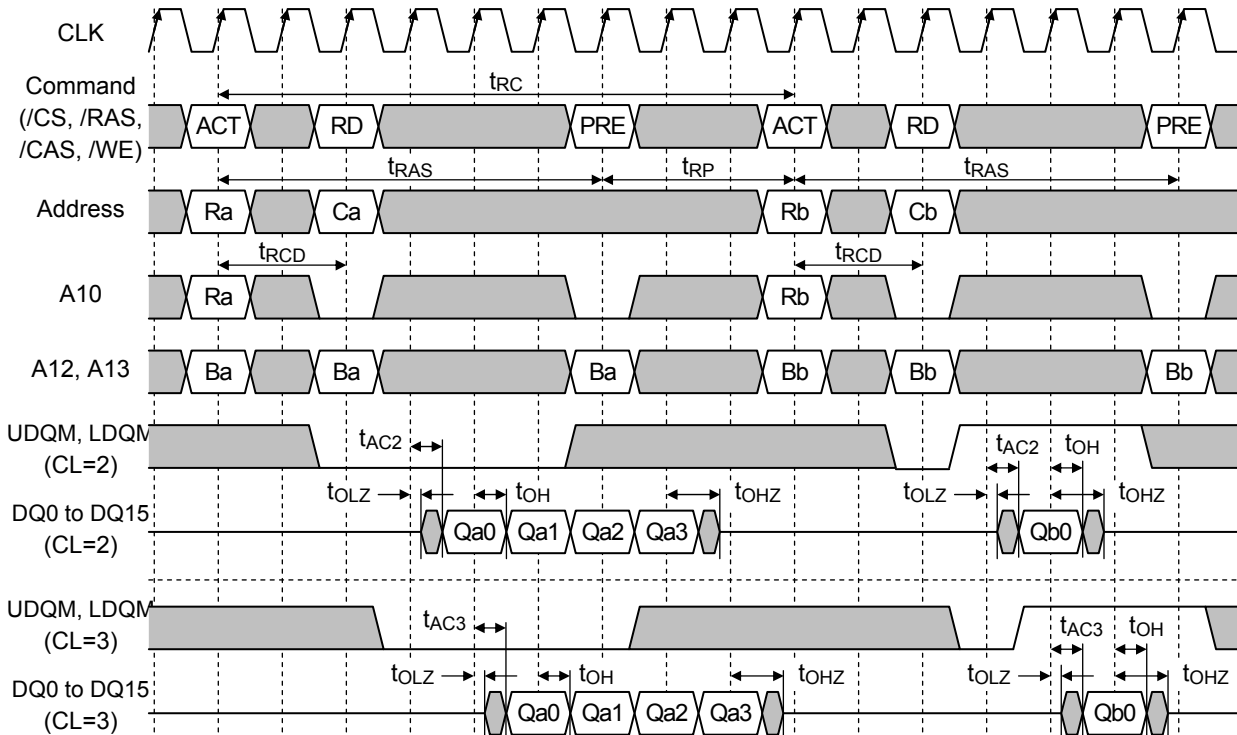 CLK
tRC
Command
(/CS, /RAS,
/CAS, /WE)
ACT RD PRE ACT RD PRE
tRAS tRP tRAS
Address
Ra Ca Rb Cb
tRCD tRCD
A10
Ra Rb
A12, A13
Ba Ba Ba Bb Bb Bb
UDQM, LDQM
(CL=2)
tAC2 tAC2 tOH
tOLZ tOH tOHZ tOLZ tOHZ
DQ0 to DQ15
(CL=2)
Qa0 Qa1 Qa2 Qa3 Qb0
UDQM, LDQM
(CL=3)
tAC3 tAC3 tOH
tOLZ tOH tOHZ tOLZ tOHZ
DQ0 to DQ15
(CL=3)
Qa0 Qa1 Qa2 Qa3 Qb0